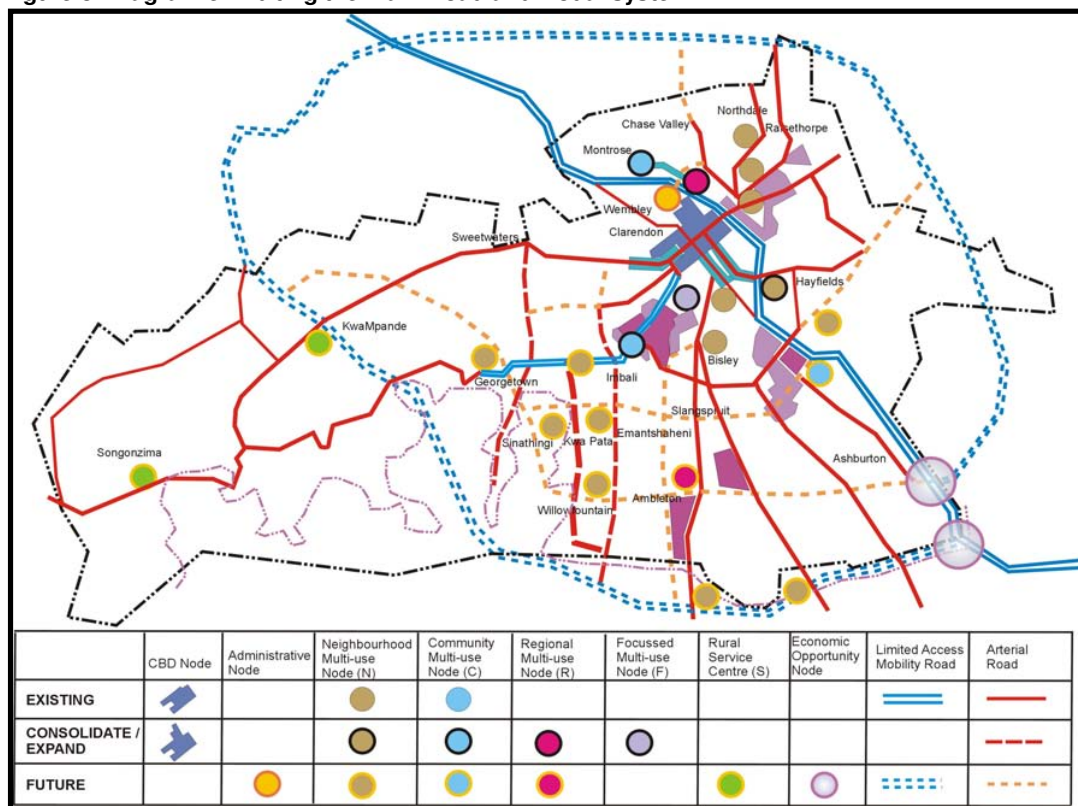 Northdale
Chase Valley
Raisethorpe
Montrose
Wembley
Clarendon
Sweetwaters
Hayfields
KwaMpande
Bisley
Georgetown
Imbali
Slangspruit
Sinathingi
Kwa Pata
Emantshaheni
Songonzima
Ashburton
Ambleton
Willowfountain
CBD Node
Administrative
Node
Neighbourhood
Multi-use
Node (N)
Community
Multi-use
Node (C)
Regional
Multi-use
Node (R)
Focussed
Multi-use
Node (F)
Rural
Service
Centre (S)
Economic
Opportunity
Node
Limited Access
Mobility Road
Arterial
Road
EXISTING
CONSOLIDATE /
EXPAND
FUTURE